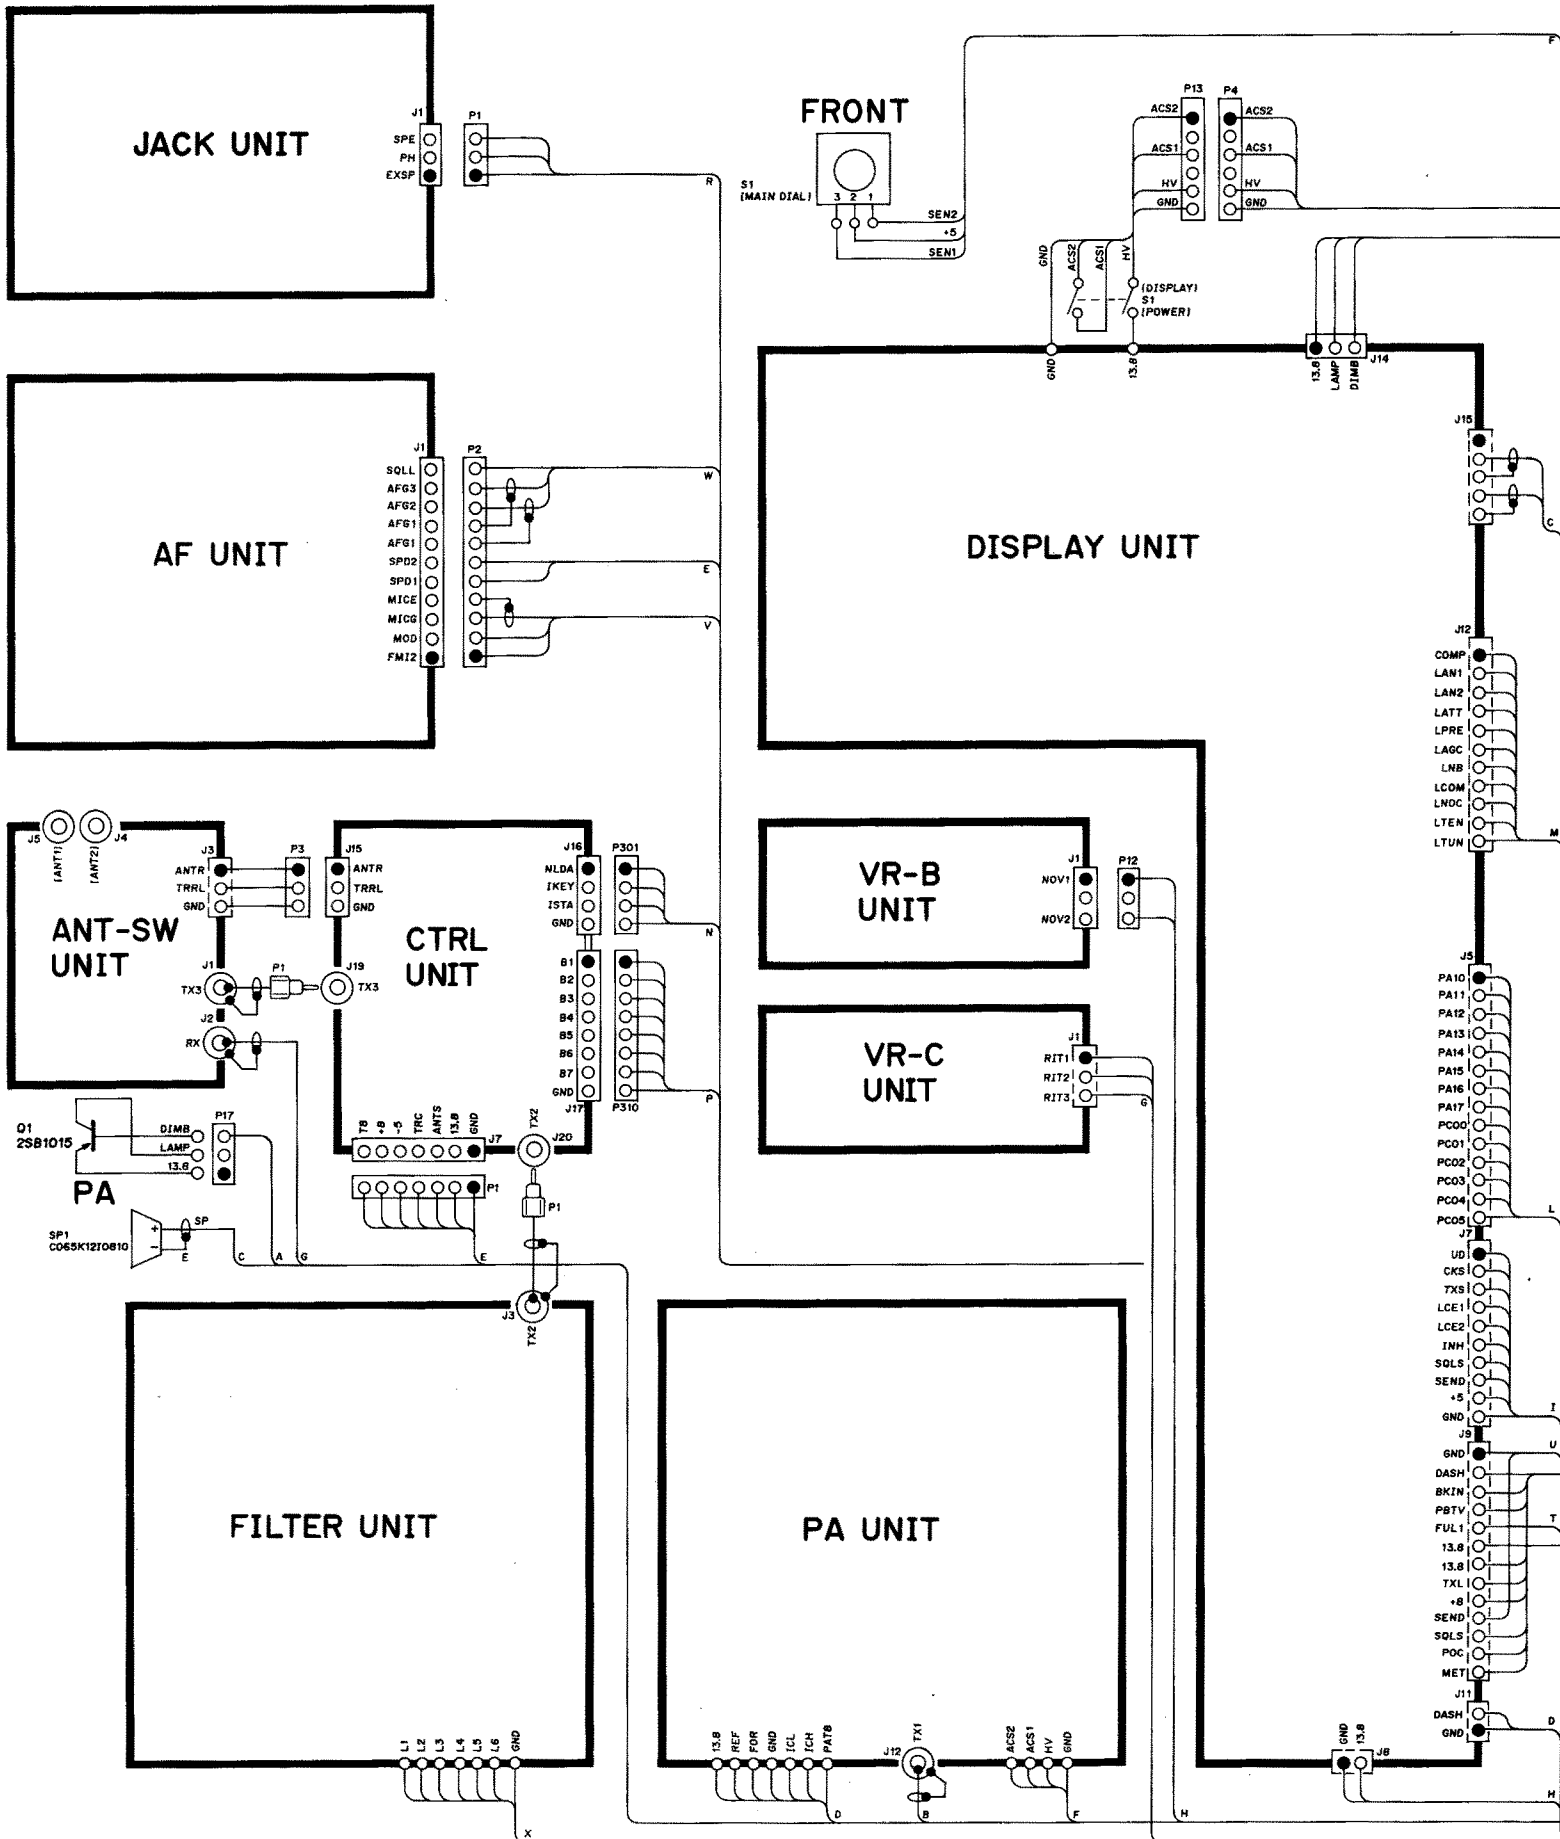 JACK UNIT
J1
SPE
PH
EXSP
P1
R
FRONT
S1
(MAIN DIAL)
3 2 1
SEN2
+5
SEN1
F
P13
ACS2
ACS1
HV
GND
P4
ACS2
ACS1
HV
GND
GND
ACS2
ACS1
HV
(DISPLAY)
S1
(POWER)
GND
13.8
13.8
LAMP
DIMB
J14
AF UNIT
J1
SQLL
AFG3
AFG2
AFG1
AFG1
SPD2
SPD1
MICE
MICG
MOD
FMI2
P2
W
E
V
DISPLAY UNIT
J15
C
J12
COMP
LAN1
LAN2
LATT
LPRE
LAGC
LNB
LCOM
LNOC
LTEN
LTUN
M
J5
(ANT1)
J4
(ANT2)
ANT-SW
UNIT
J3
ANTR
TRRL
GND
P3
J1
TX3
P1
J2
RX
J15
ANTR
TRRL
GND
J19
TX3
CTRL
UNIT
J16
NLDA
IKEY
ISTA
GND
P301
N
B1
B2
B3
B4
B5
B6
B7
GND
J17
P310
P
T8
+8
-5
TRC
ANTS
13.8
GND
J7
TX2
J20
P1
P1
E
VR-B
UNIT
J1
NOV1
NOV2
P12
VR-C
UNIT
J1
RIT1
RIT2
RIT3
G
J5
PA10
PA11
PA12
PA13
PA14
PA15
PA16
PA17
PC00
PC01
PC02
PC03
PC04
PC05
L
J7
UD
CKS
TXS
LCE1
LCE2
INH
SQLS
SEND
+5
GND
I
J9
GND
DASH
BKIN
PBTV
FUL1
13.8
13.8
TXL
+8
SEND
SQLS
POC
MET
U
T
J11
DASH
GND
D
GND
13.8
J8
H
Q1
2SB1015
DIMB
LAMP
13.8
P17
PA
SP1
C065K12T0810
+
-
SP
E
C
A
G
FILTER UNIT
J3
TX2
L1
L2
L3
L4
L5
L6
GND
X
PA UNIT
13.8
REF
FOR
GND
ICL
ICH
PAT8
D
J12
TX1
B
ACS2
ACS1
HV
GND
F
H